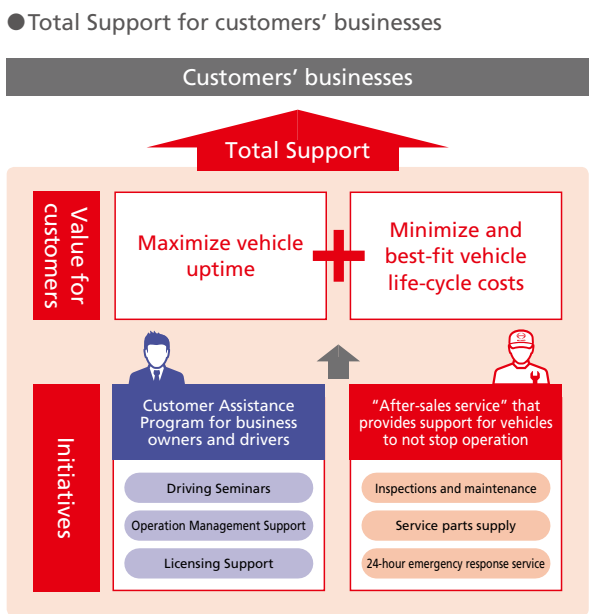 ●Total Support for customers’ businesses
Customers’ businesses
Total Support
Value for
customers
Maximize vehicle
uptime
Minimize and
best-fit vehicle
life-cycle costs
Initiatives
Customer Assistance
Program for business
owners and drivers
Driving Seminars
Operation Management Support
Licensing Support
“After-sales service” that
provides support for vehicles
to not stop operation
Inspections and maintenance
Service parts supply
24-hour emergency response service